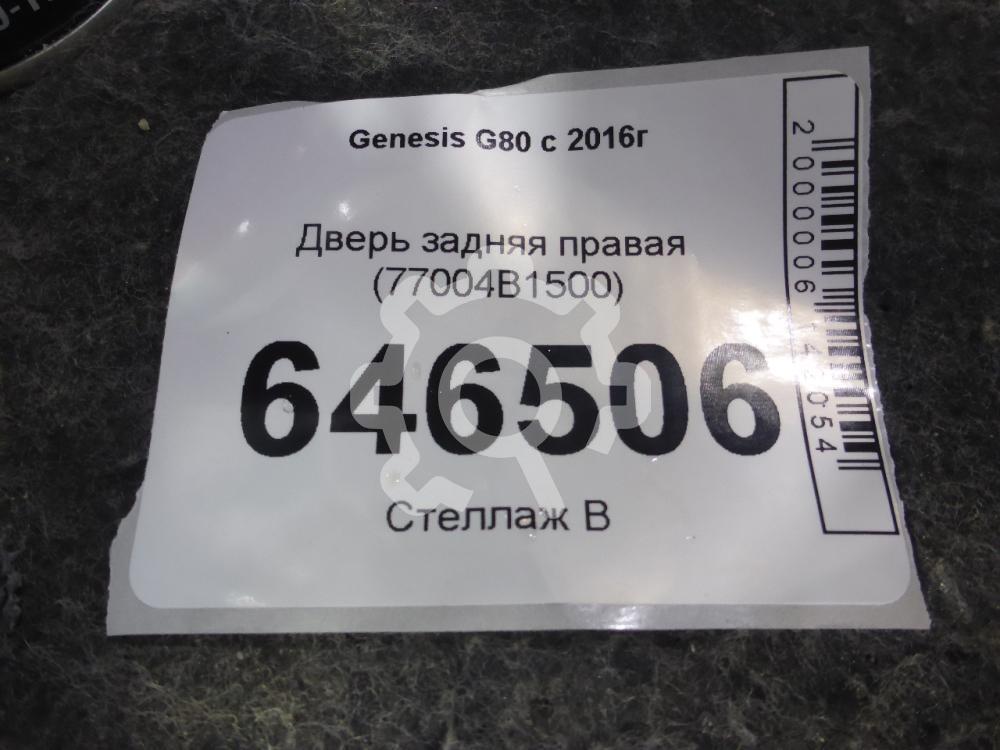 Genesis G80 с 2016г
Дверь задняя правая
(77004B1500)
646506
Стеллаж В